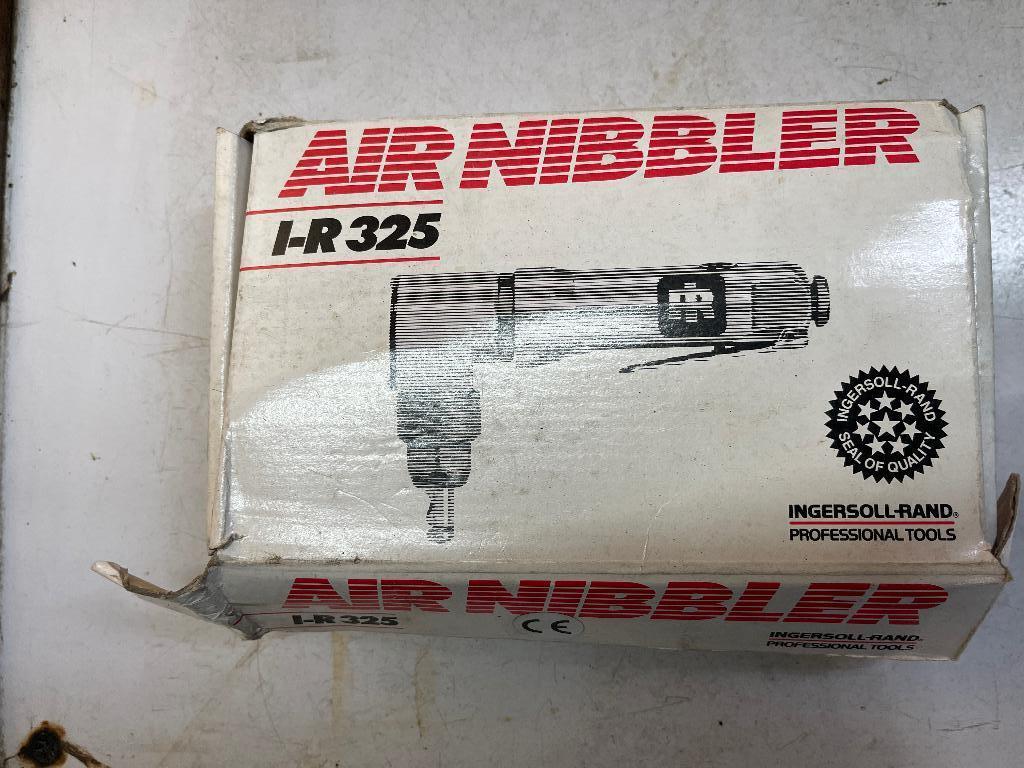 AIR NIBBLER
I-R 325
IR
INGERSOLL-RAND
SEAL OF QUALITY
INGERSOLL-RAND®
PROFESSIONAL TOOLS
AIR NIBBLER
I-R 325
CE
INGERSOLL-RAND®
PROFESSIONAL TOOLS